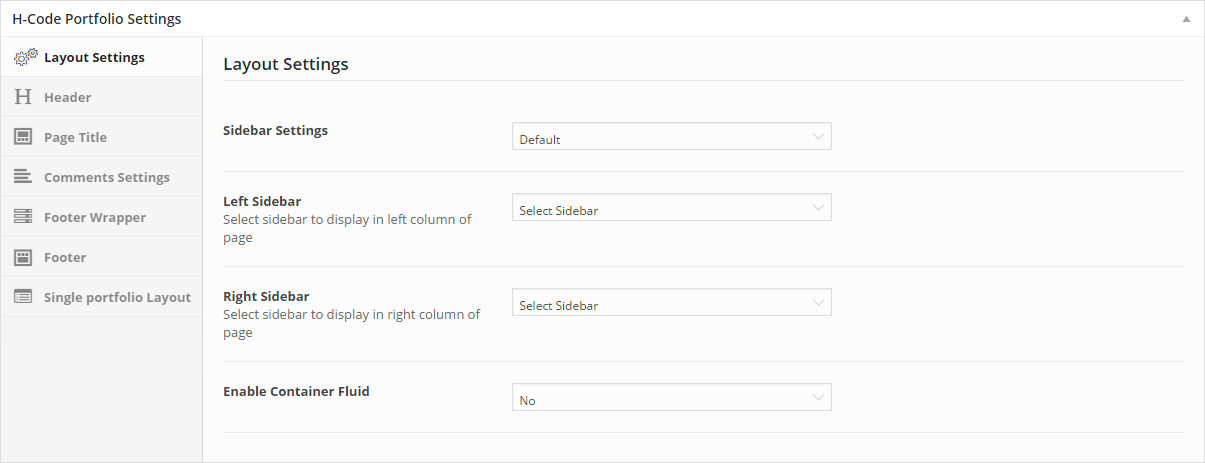 H-Code Portfolio Settings
Layout Settings
Header
Page Title
Comments Settings
Footer Wrapper
Footer
Single portfolio Layout
Layout Settings
Sidebar Settings
Default
Left Sidebar
Select sidebar to display in left column of
page
Select Sidebar
Right Sidebar
Select sidebar to display in right column of
page
Select Sidebar
Enable Container Fluid
No